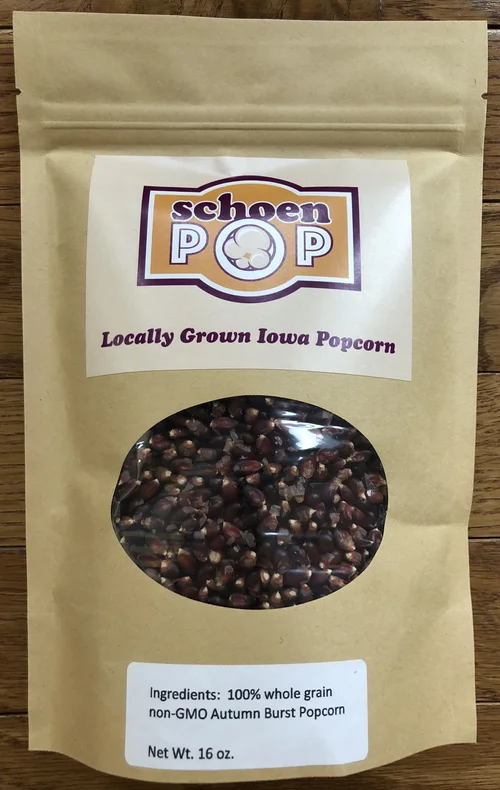 schoen
POP
Locally Grown Iowa Popcorn
Ingredients: 100% whole grain
non-GMO Autumn Burst Popcorn
Net Wt. 16 oz.